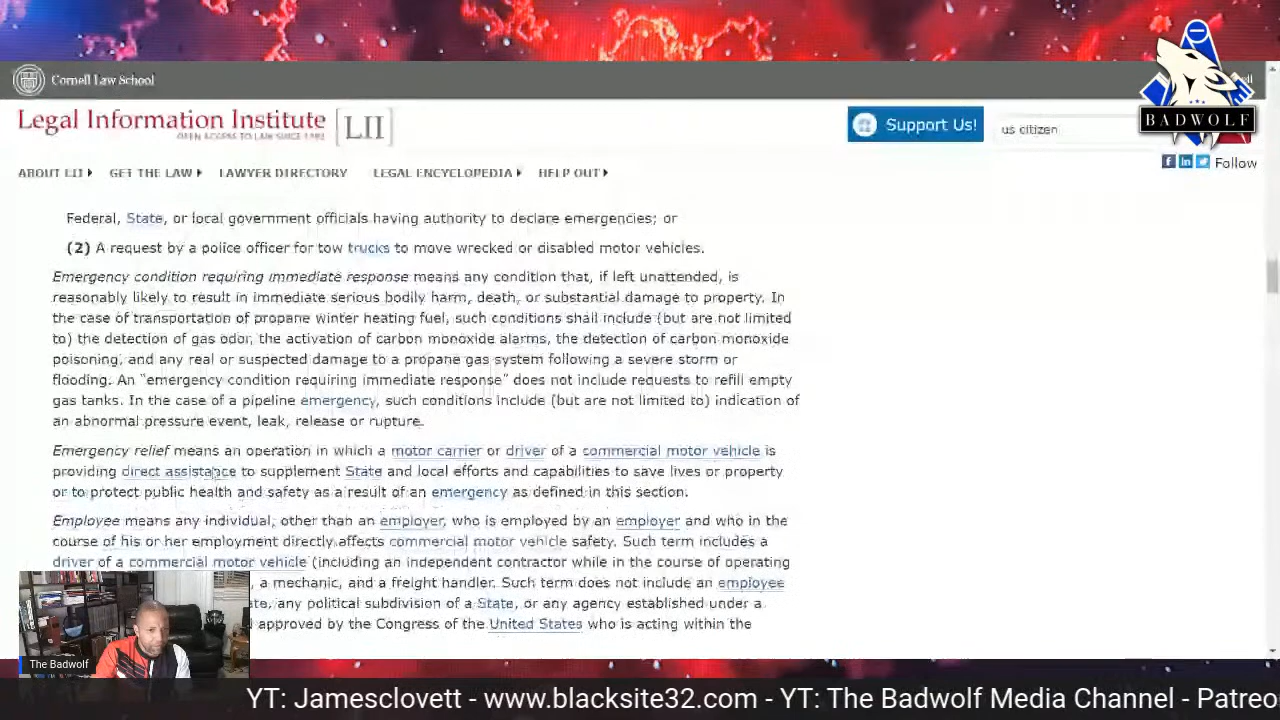 Cornell Law School
Legal Information Institute [LII]
OPEN ACCESS TO LAW SINCE 1992
Support Us!
us citizen
BADWOLF
ABOUT LII GET THE LAW LAWYER DIRECTORY LEGAL ENCYCLOPEDIA HELP OUT
Follow
Federal, State, or local government officials having authority to declare emergencies; or
(2) A request by a police officer for tow trucks to move wrecked or disabled motor vehicles.
Emergency condition requiring immediate response means any condition that, if left unattended, is
reasonably likely to result in immediate serious bodily harm, death, or substantial damage to property. In
the case of transportation of propane winter heating fuel, such conditions shall include (but are not limited
to) the detection of gas odor, the activation of carbon monoxide alarms, the detection of carbon monoxide
poisoning, and any real or suspected damage to a propane gas system following a severe storm or
flooding. An “emergency condition requiring immediate response” does not include requests to refill empty
gas tanks. In the case of a pipeline emergency, such conditions include (but are not limited to) indication of
an abnormal pressure event, leak, release or rupture.
Emergency relief means an operation in which a motor carrier or driver of a commercial motor vehicle is
providing direct assistance to supplement State and local efforts and capabilities to save lives or property
or to protect public health and safety as a result of an emergency as defined in this section.
Employee means any individual, other than an employer, who is employed by an employer and who in the
course of his or her employment directly affects commercial motor vehicle safety. Such term includes a
driver of a commercial motor vehicle (including an independent contractor while in the course of operating
, a mechanic, and a freight handler. Such term does not include an employee
, any political subdivision of a State, or any agency established under a
approved by the Congress of the United States who is acting within the
The Badwolf
YT: Jamesclovett - www.blacksite32.com - YT: The Badwolf Media Channel - Patreo